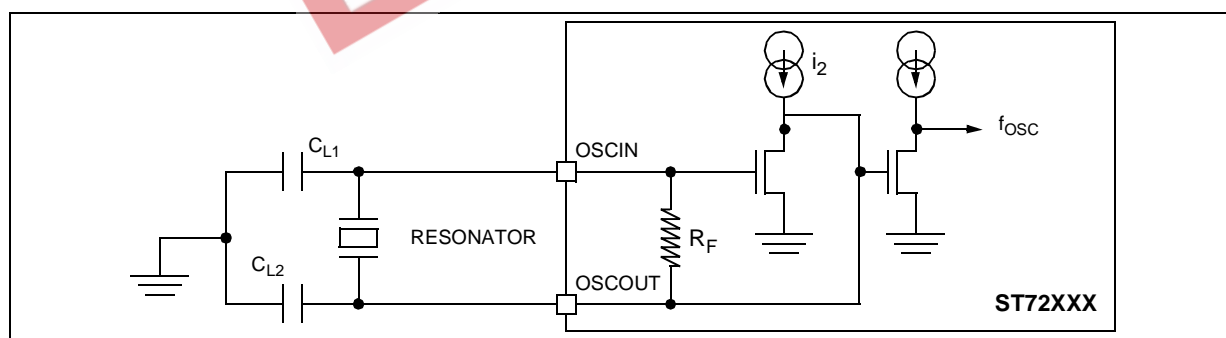 i2
fOSC
CL1
OSCIN
RESONATOR
RF
CL2
OSCOUT
ST72XXX